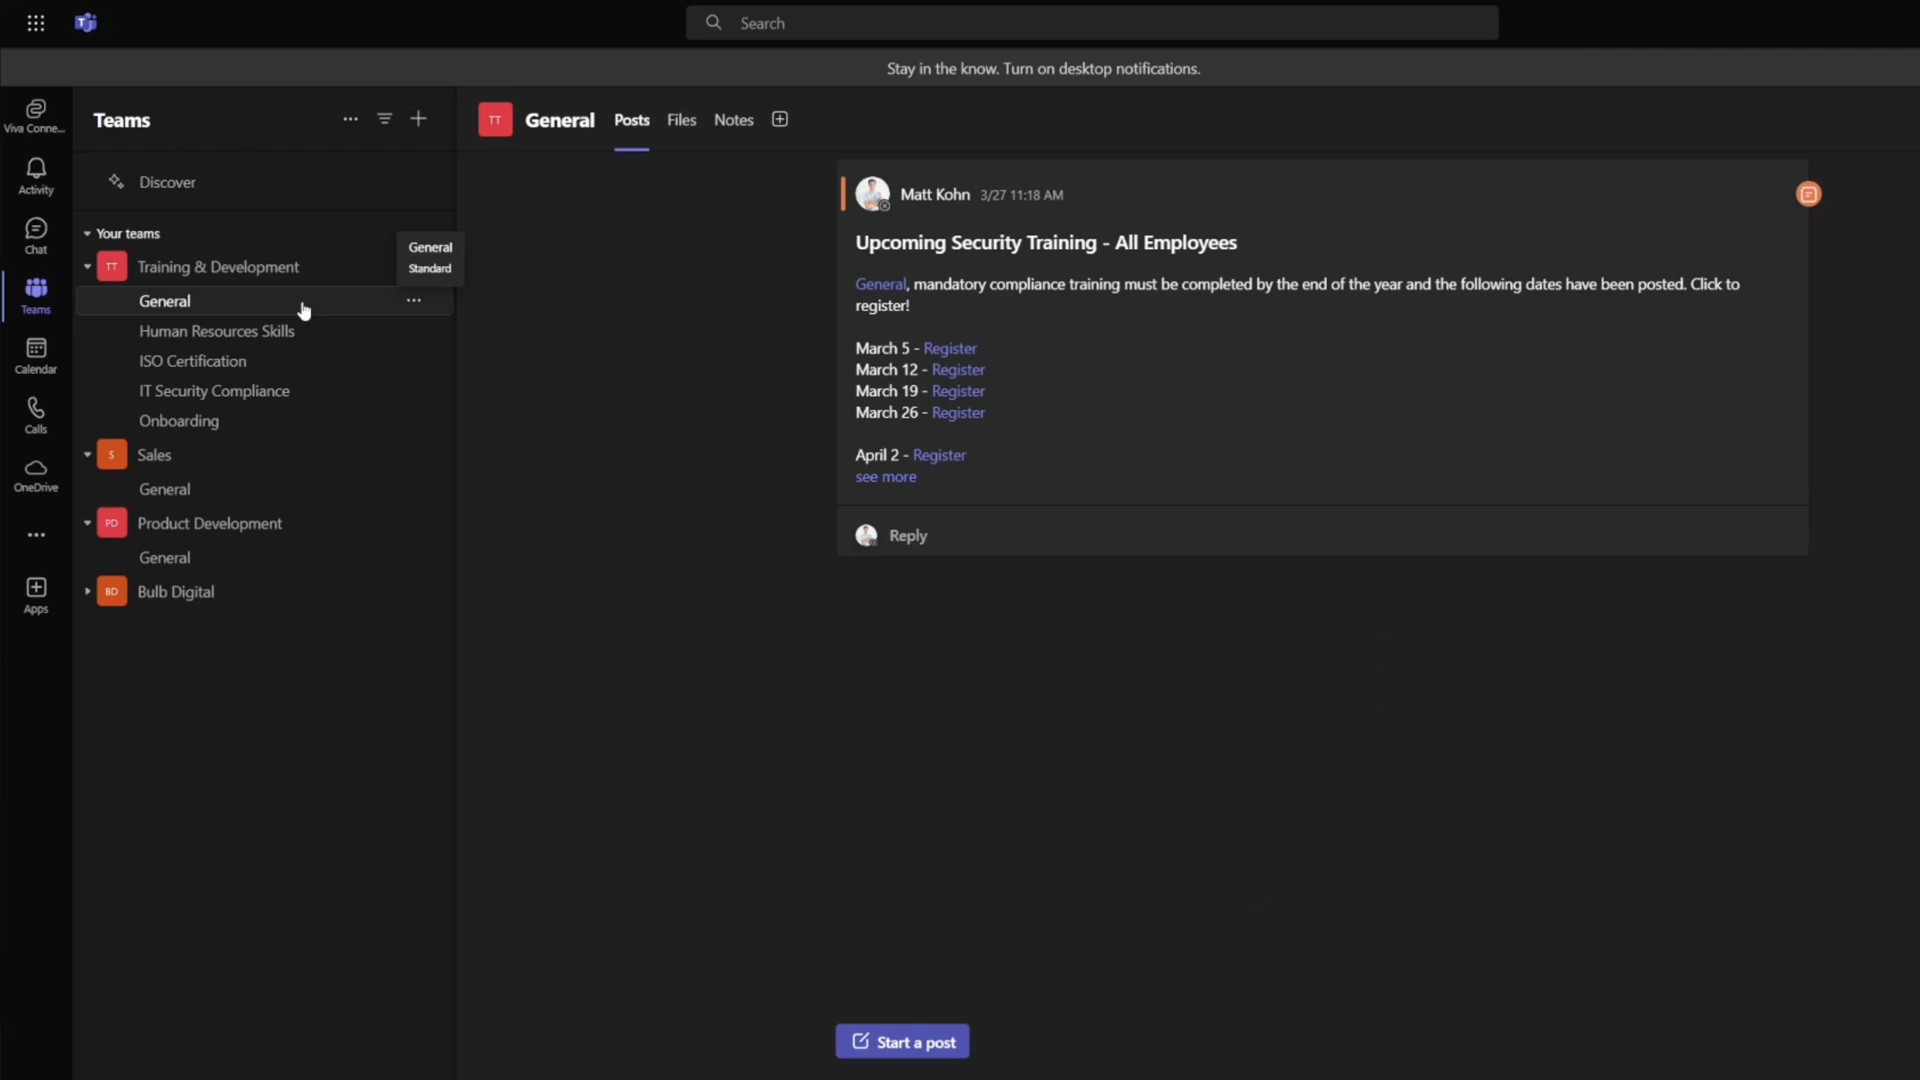 Search
Stay in the know. Turn on desktop notifications.
Viva Conne...
Activity
Chat
Teams
Calendar
Calls
OneDrive
Apps
Teams
Discover
Your teams
TT Training & Development
General
Human Resources Skills
ISO Certification
IT Security Compliance
Onboarding
S Sales
General
PD Product Development
General
BD Bulb Digital
General
Standard
TT General Posts Files Notes
Matt Kohn 3/27 11:18 AM
Upcoming Security Training - All Employees
General, mandatory compliance training must be completed by the end of the year and the following dates have been posted. Click to
register!
March 5 - Register
March 12 - Register
March 19 - Register
March 26 - Register
April 2 - Register
see more
Reply
Start a post